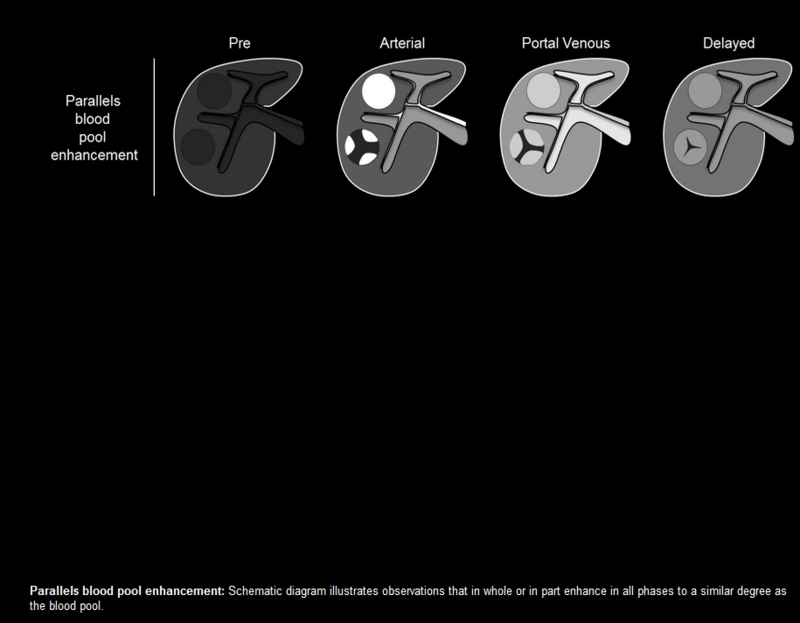 Pre Arterial Portal Venous Delayed
Parallels
blood
pool
enhancement
Parallels blood pool enhancement: Schematic diagram illustrates observations that in whole or in part enhance in all phases to a similar degree as
the blood pool.